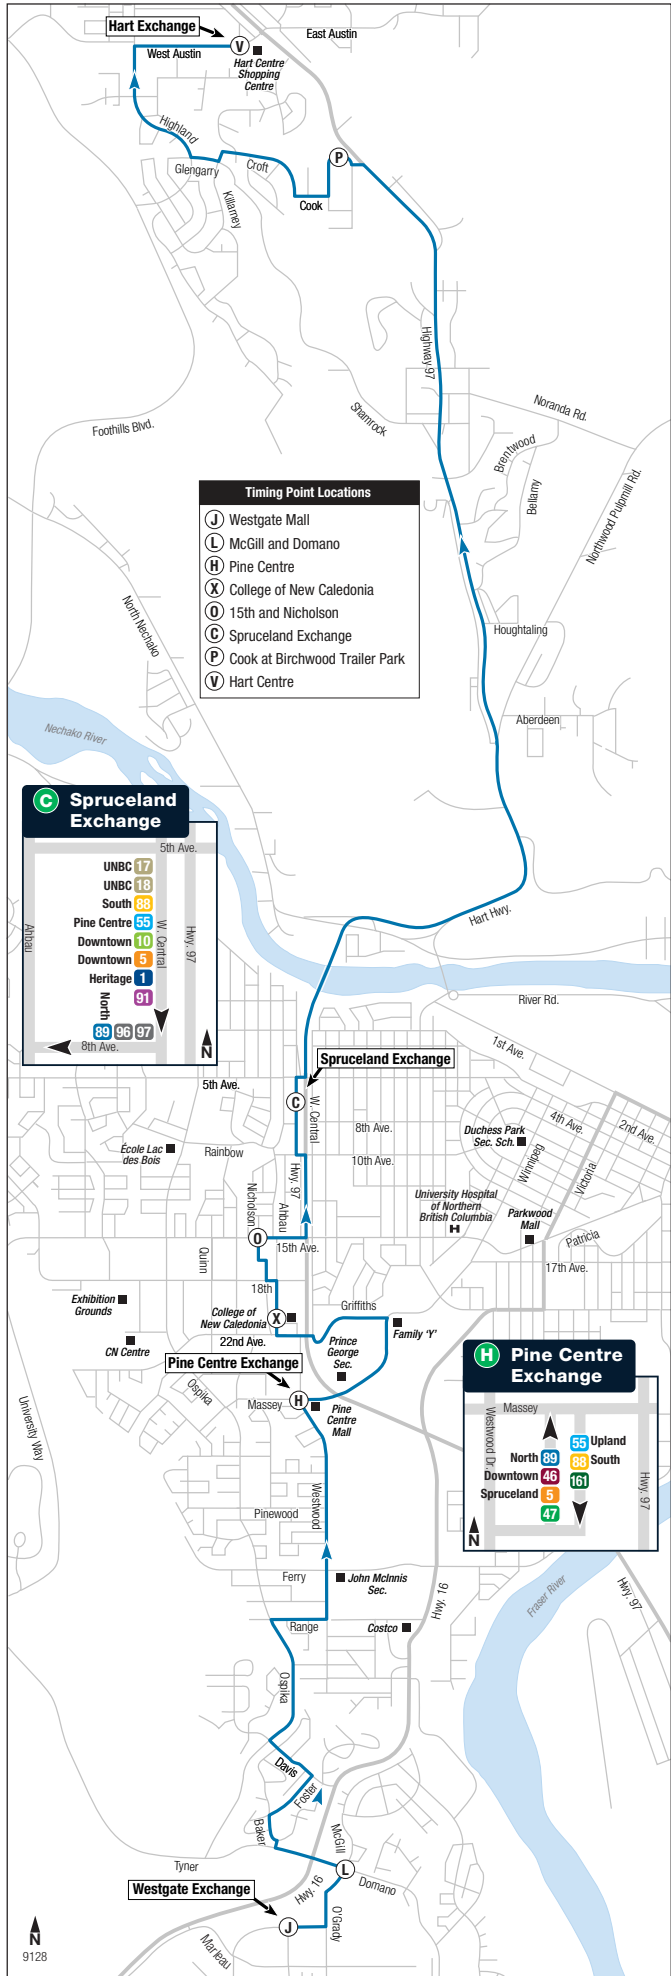 Hart Exchange
East Austin
West Austin
V
Hart Centre
Shopping
Centre
Highland
P
Glengarry
Croft
Killarney
Cook
Highway 97
Shamrock
Noranda Rd.
Foothills Blvd.
Brentwood
Bellamy
Northwood Pulpmill Rd.
Timing Point Locations
J Westgate Mall
L McGill and Domano
H Pine Centre
X College of New Caledonia
O 15th and Nicholson
C Spruceland Exchange
P Cook at Birchwood Trailer Park
V Hart Centre
North Nechako
Houghtaling
Aberdeen
Nechako River
C Spruceland
Exchange
5th Ave.
UNBC 17
UNBC 18
South 88
Pine Centre 55
Downtown 10
Downtown 5
Heritage 1
91
North
89 96 97
Ahbau
W. Central
Hwy. 97
8th Ave.
N
Hart Hwy.
River Rd.
1st Ave.
Spruceland Exchange
5th Ave.
C
W. Central
8th Ave.
4th Ave.
2nd Ave.
Duchess Park
Sec. Sch.
École Lac
des Bois
Rainbow
10th Ave.
Winnipeg
Victoria
Hwy. 97
Nicholson
Ahbau
University Hospital
of Northern
British Columbia
H
Parkwood
Mall
O
15th Ave.
Patricia
Quinn
17th Ave.
18th
Exhibition
Grounds
College of
New Caledonia
X
Griffiths
Family ‘Y’
CN Centre
22nd Ave.
Prince
George
Sec.
Pine Centre Exchange
H Pine Centre
Exchange
Ospika
Massey
H
Pine
Centre
Mall
University Way
Massey
Westwood Dr.
Hwy. 97
55 Upland
North 89
88 South
Downtown 46
161
Spruceland 5
47
N
Westwood
Pinewood
Ferry
John McInnis
Sec.
Hwy. 16
Fraser River
Hwy. 97
Range
Costco
Ospika
Davis
Foster
Baker
McGill
Tyner
L
Domano
Westgate Exchange
Hwy. 16
J
O'Grady
Marleau
N
9128